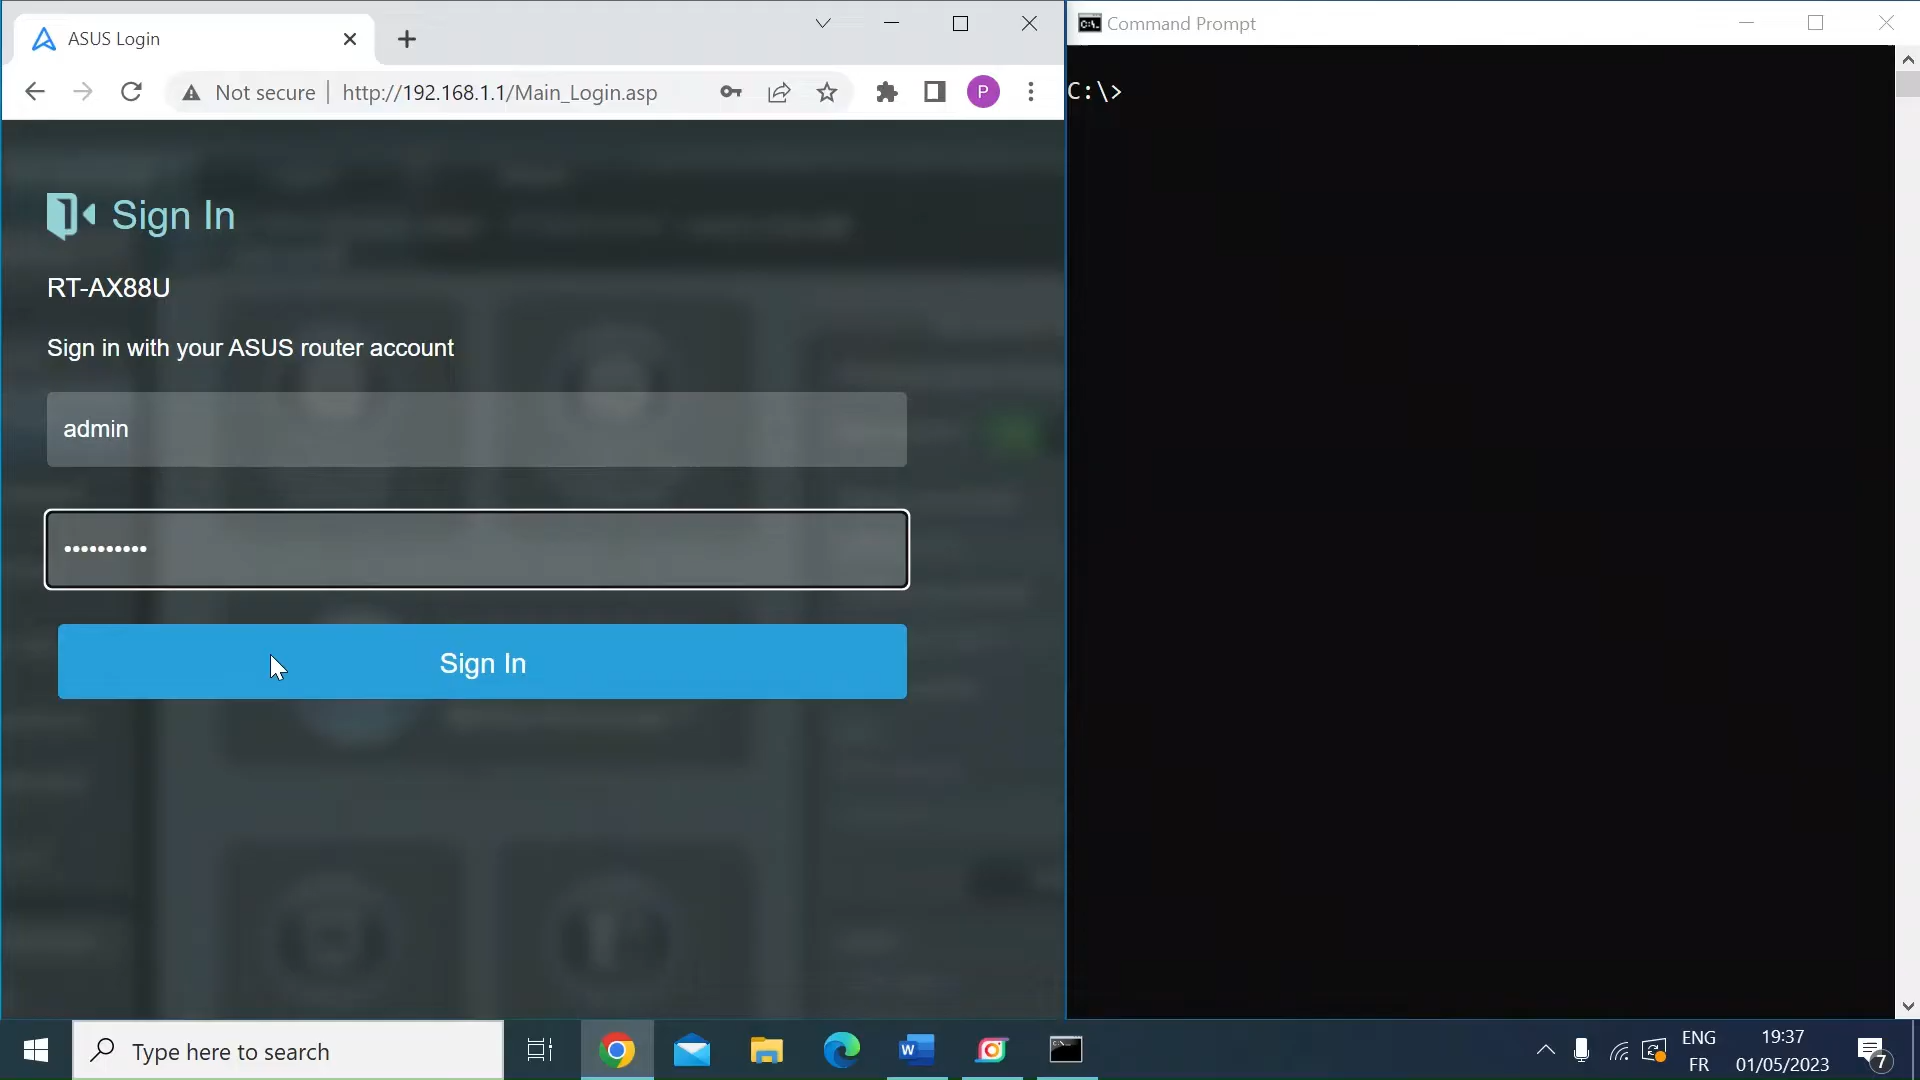 ASUS Login
Not secure
http://192.168.1.1/Main_Login.asp
P
Sign In
RT-AX88U
Sign in with your ASUS router account
admin
••••••••••
Sign In
Command Prompt
C:\>
Type here to search
ENG
FR
19:37
01/05/2023
7